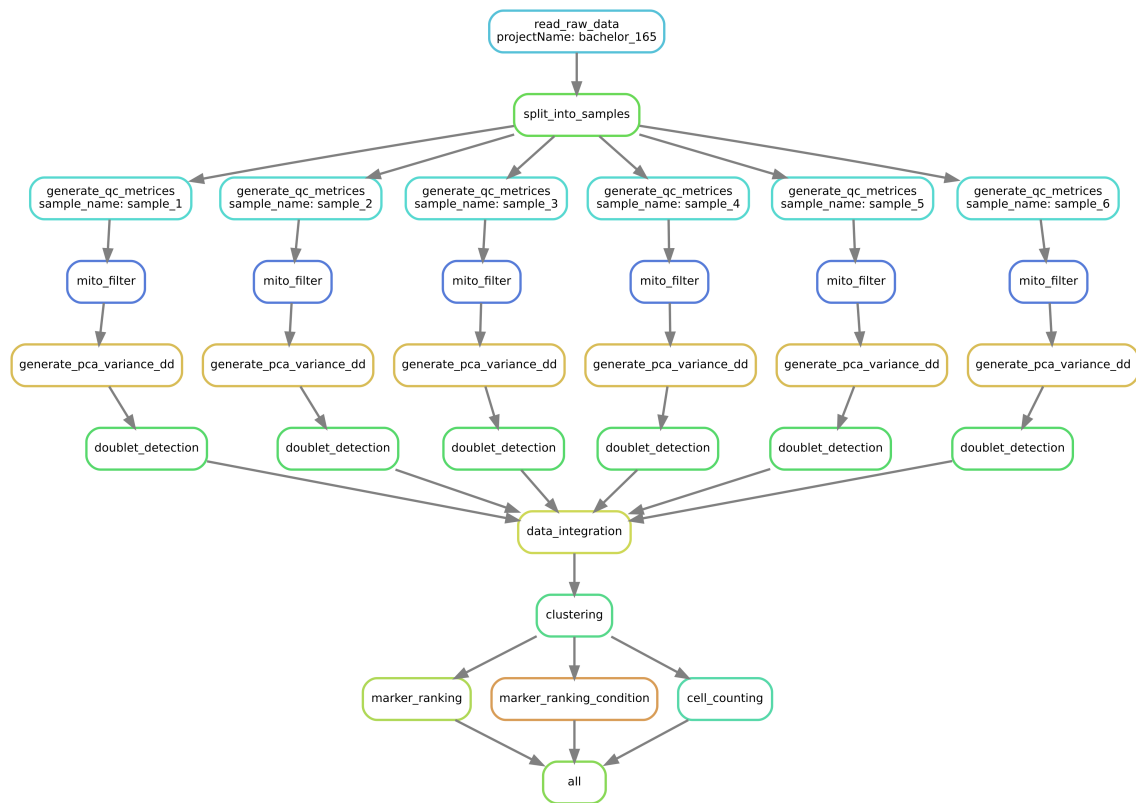 read_raw_data
projectName: bachelor_165
split_into_samples
generate_qc_metrices
sample_name: sample_1
generate_qc_metrices
sample_name: sample_2
generate_qc_metrices
sample_name: sample_3
generate_qc_metrices
sample_name: sample_4
generate_qc_metrices
sample_name: sample_5
generate_qc_metrices
sample_name: sample_6
mito_filter
mito_filter
mito_filter
mito_filter
mito_filter
mito_filter
generate_pca_variance_dd
generate_pca_variance_dd
generate_pca_variance_dd
generate_pca_variance_dd
generate_pca_variance_dd
generate_pca_variance_dd
doublet_detection
doublet_detection
doublet_detection
doublet_detection
doublet_detection
doublet_detection
data_integration
clustering
marker_ranking
marker_ranking_condition
cell_counting
all